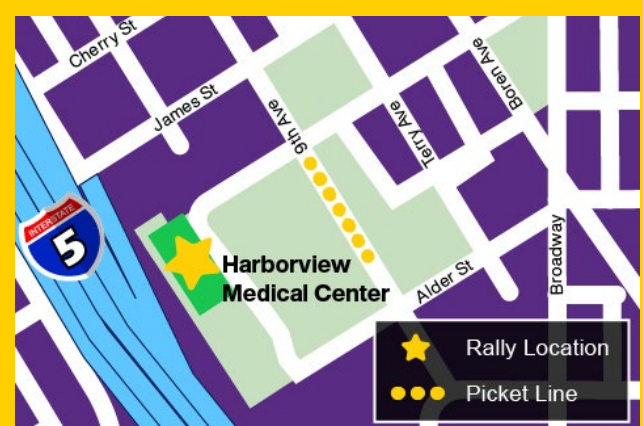 Cherry St
James St
9th Ave
Terry Ave
Boren Ave
INTERSTATE
5
Harborview
Medical Center
Alder St
Broadway
Rally Location
Picket Line